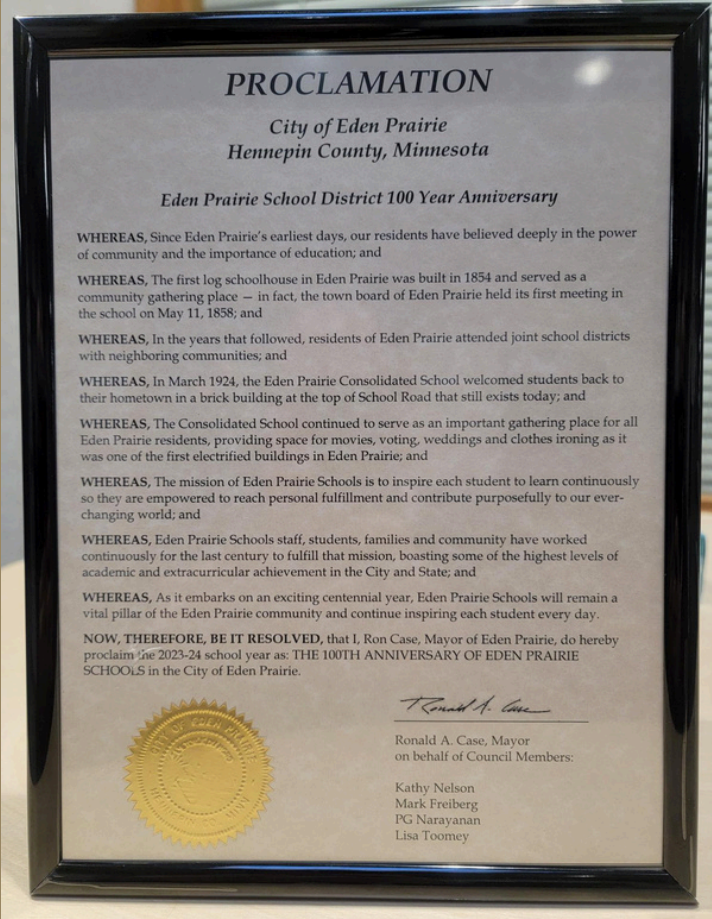 PROCLAMATION
City of Eden Prairie
Hennepin County, Minnesota
Eden Prairie School District 100 Year Anniversary
WHEREAS, Since Eden Prairie's earliest days, our residents have believed deeply in the power
of community and the importance of education; and
WHEREAS, The first log schoolhouse in Eden Prairie was built in 1854 and served as a
community gathering place — in fact, the town board of Eden Prairie held its first meeting in
the school on May 11, 1858; and
WHEREAS, In the years that followed, residents of Eden Prairie attended joint school districts
with neighboring communities; and
WHEREAS, In March 1924, the Eden Prairie Consolidated School welcomed students back to
their hometown in a brick building at the top of School Road that still exists today; and
WHEREAS, The Consolidated School continued to serve as an important gathering place for all
Eden Prairie residents, providing space for movies, voting, weddings and clothes ironing as it
was one of the first electrified buildings in Eden Prairie; and
WHEREAS, The mission of Eden Prairie Schools is to inspire each student to learn continuously
so they are empowered to reach personal fulfillment and contribute purposefully to our ever-
changing world; and
WHEREAS, Eden Prairie Schools staff, students, families and community have worked
continuously for the last century to fulfill that mission, boasting some of the highest levels of
academic and extracurricular achievement in the City and State; and
WHEREAS, As it embarks on an exciting centennial year, Eden Prairie Schools will remain a
vital pillar of the Eden Prairie community and continue inspiring each student every day.
NOW, THEREFORE, BE IT RESOLVED, that I, Ron Case, Mayor of Eden Prairie, do hereby
proclaim the 2023-24 school year as: THE 100TH ANNIVERSARY OF EDEN PRAIRIE
SCHOOLS in the City of Eden Prairie.
Ronald A. Case
Ronald A. Case, Mayor
on behalf of Council Members:
Kathy Nelson
Mark Freiberg
PG Narayanan
Lisa Toomey
CITY OF EDEN PRAIRIE